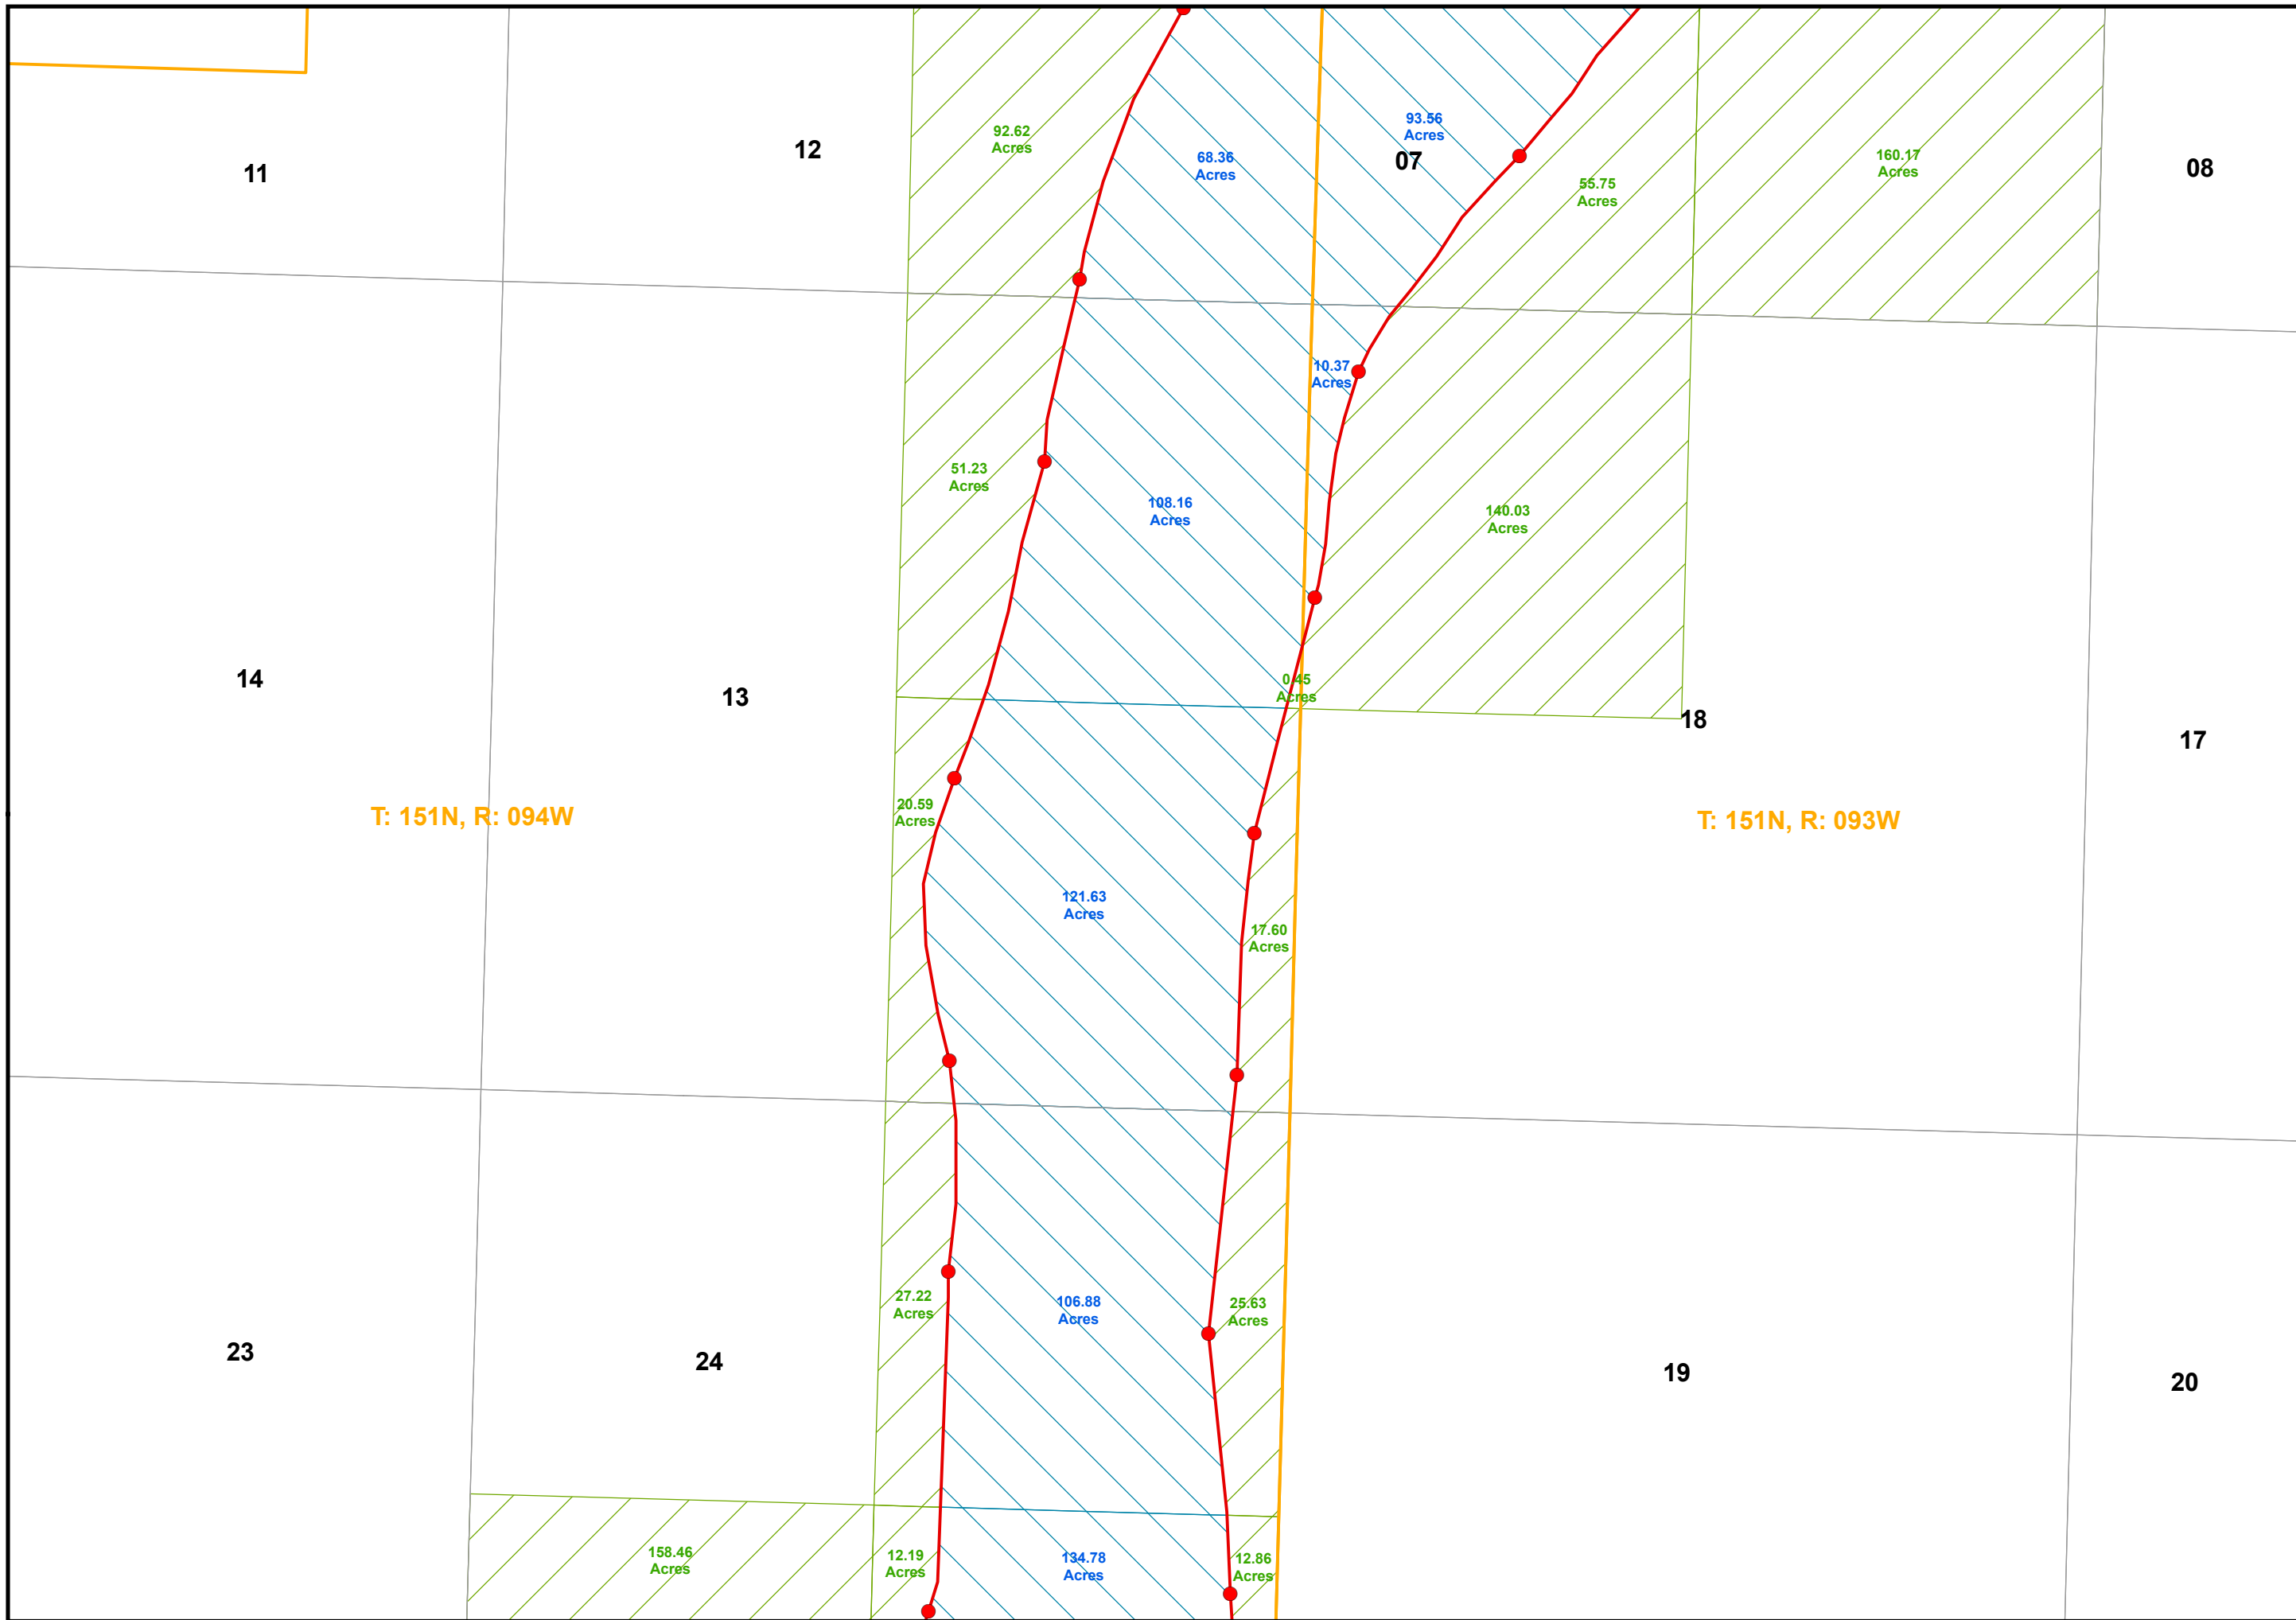 11
12
92.62
Acres
68.36
Acres
93.56
Acres
07
55.75
Acres
160.17
Acres
08
10.37
Acres
51.23
Acres
108.16
Acres
140.03
Acres
14
13
0.45
Acres
18
17
T: 151N, R: 094W
20.59
Acres
T: 151N, R: 093W
121.63
Acres
17.60
Acres
27.22
Acres
106.88
Acres
25.63
Acres
23
24
19
20
158.46
Acres
12.19
Acres
134.78
Acres
12.86
Acres